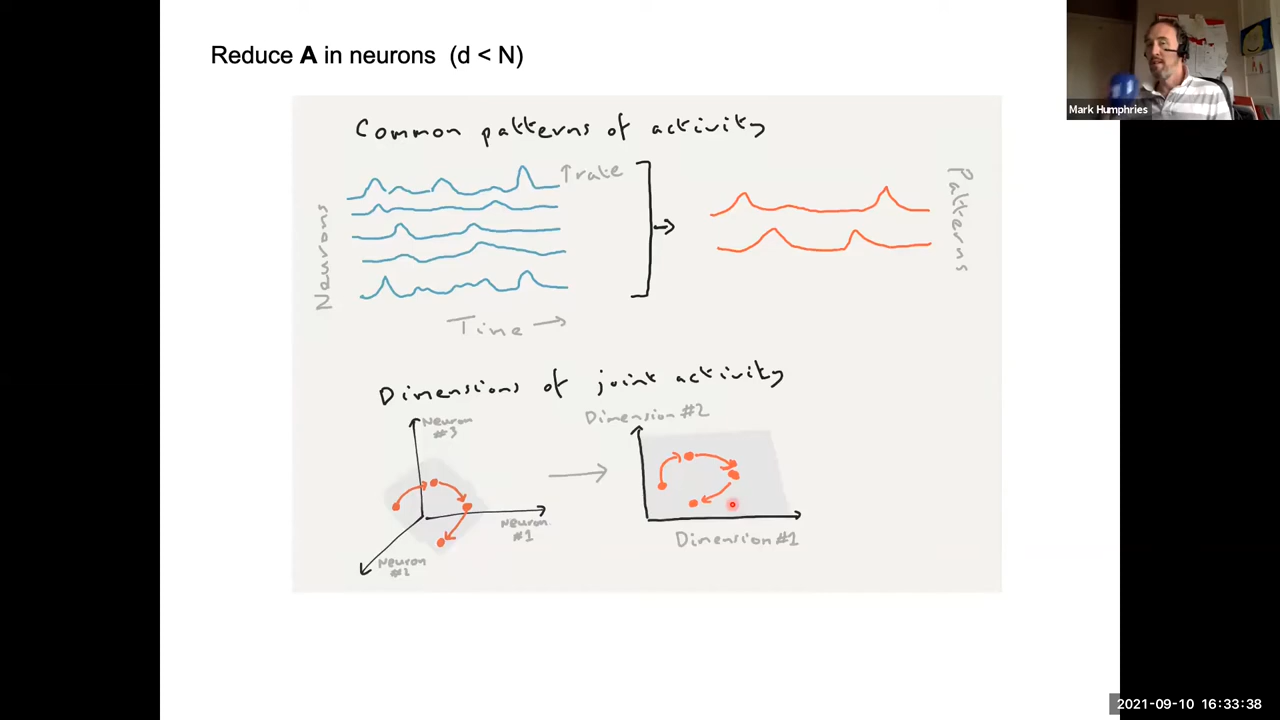 Reduce A in neurons (d < N)
Mark Humphries
Common patterns of activity
↑rate
Neurons
Patterns
Time →
Dimensions of joint activity
Neuron
#3
Dimension #2
Neuron
#1
Neuron
#2
Dimension #1
2021-09-10 16:33:38